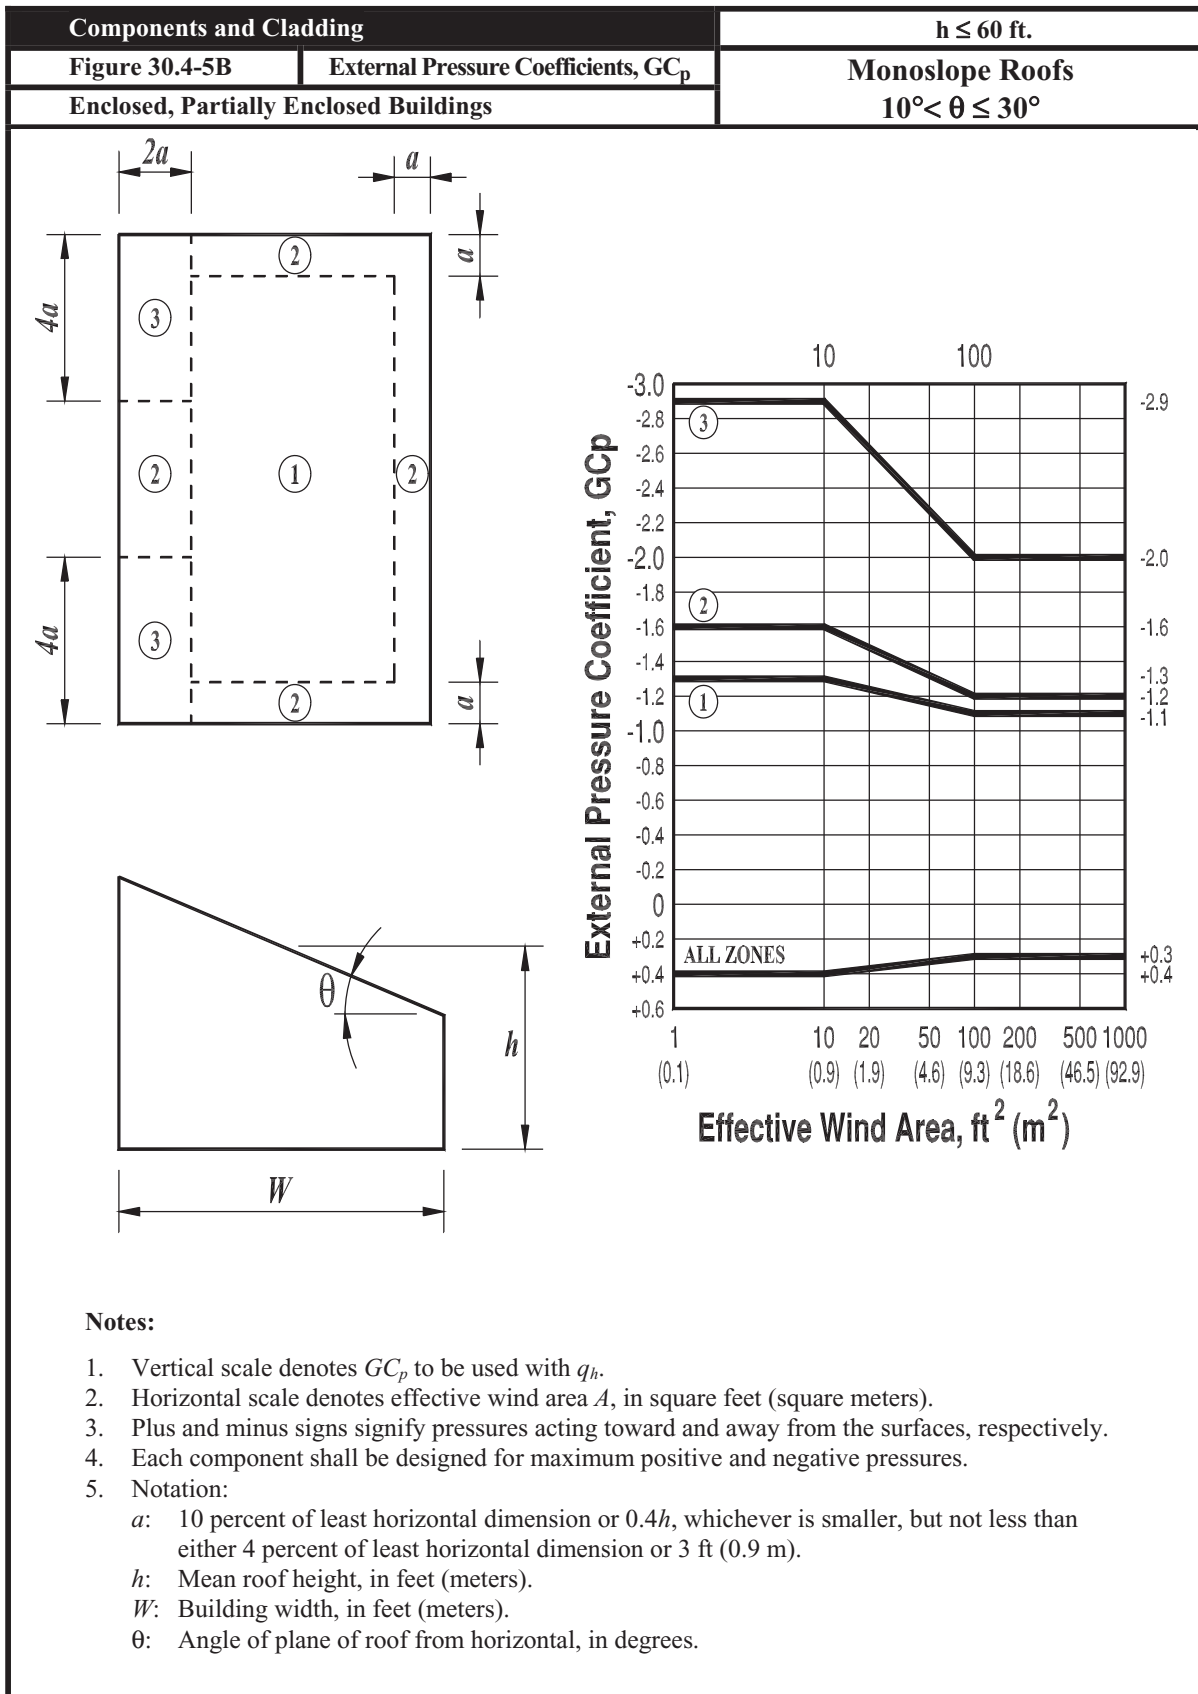 Components and Cladding
h ≤ 60 ft.
Figure 30.4-5B
External Pressure Coefficients, GCp
Monoslope Roofs
Enclosed, Partially Enclosed Buildings
10°< θ ≤ 30°
2a
a
2
a
4a
3
2
1
2
4a
3
2
a
10 100
-3.0
-2.8
-2.6
-2.4
-2.2
-2.0
-1.8
-1.6
-1.4
-1.2
-1.0
-0.8
-0.6
-0.4
-0.2
0
+0.2
+0.4
+0.6
External Pressure Coefficient, GCp
3
2
1
ALL ZONES
-2.9
-2.0
-1.6
-1.3
-1.2
-1.1
+0.3
+0.4
1 10 20 50 100 200 500 1000
(0.1) (0.9) (1.9) (4.6) (9.3) (18.6) (46.5) (92.9)
Effective Wind Area, ft² (m²)
θ
h
W
Notes:
1. Vertical scale denotes GCp to be used with qh.
2. Horizontal scale denotes effective wind area A, in square feet (square meters).
3. Plus and minus signs signify pressures acting toward and away from the surfaces, respectively.
4. Each component shall be designed for maximum positive and negative pressures.
5. Notation:
a: 10 percent of least horizontal dimension or 0.4h, whichever is smaller, but not less than
either 4 percent of least horizontal dimension or 3 ft (0.9 m).
h: Mean roof height, in feet (meters).
W: Building width, in feet (meters).
θ: Angle of plane of roof from horizontal, in degrees.